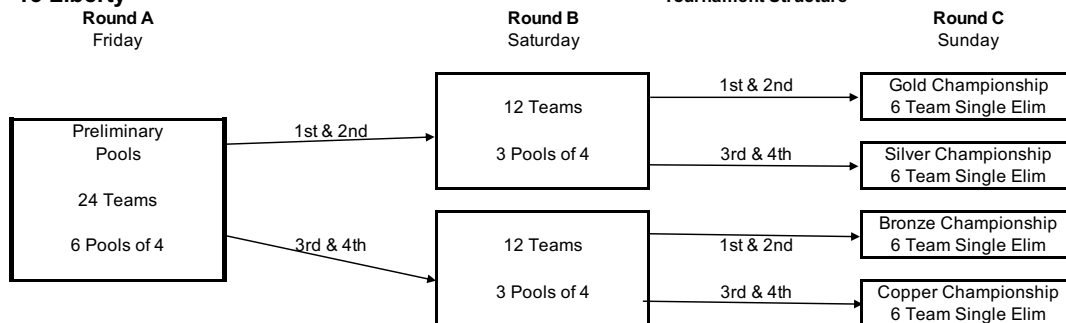 Round A
Friday
Round B
Saturday
Round C
Sunday
Preliminary
Pools
24 Teams
6 Pools of 4
1st & 2nd
3rd & 4th
12 Teams
3 Pools of 4
1st & 2nd
3rd & 4th
12 Teams
3 Pools of 4
1st & 2nd
3rd & 4th
Gold Championship
6 Team Single Elim
Silver Championship
6 Team Single Elim
Bronze Championship
6 Team Single Elim
Copper Championship
6 Team Single Elim